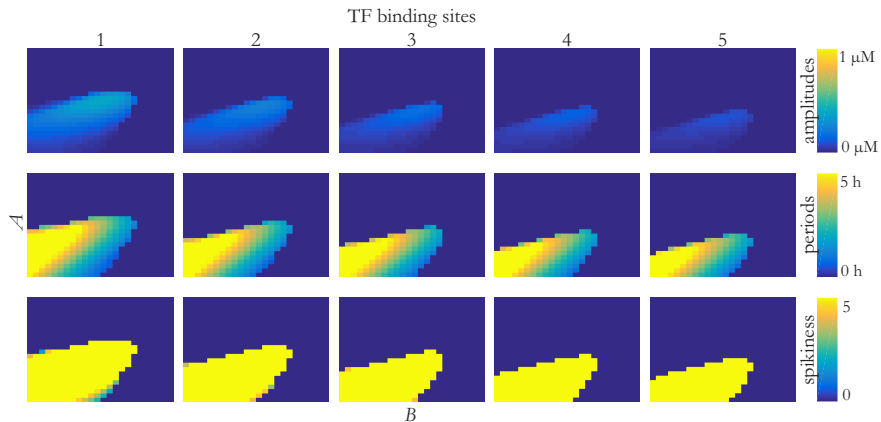 TF binding sites
1 2 3 4 5
1 μM
amplitudes
0 μM
5 h
A
periods
0 h
5
spikiness
0
B